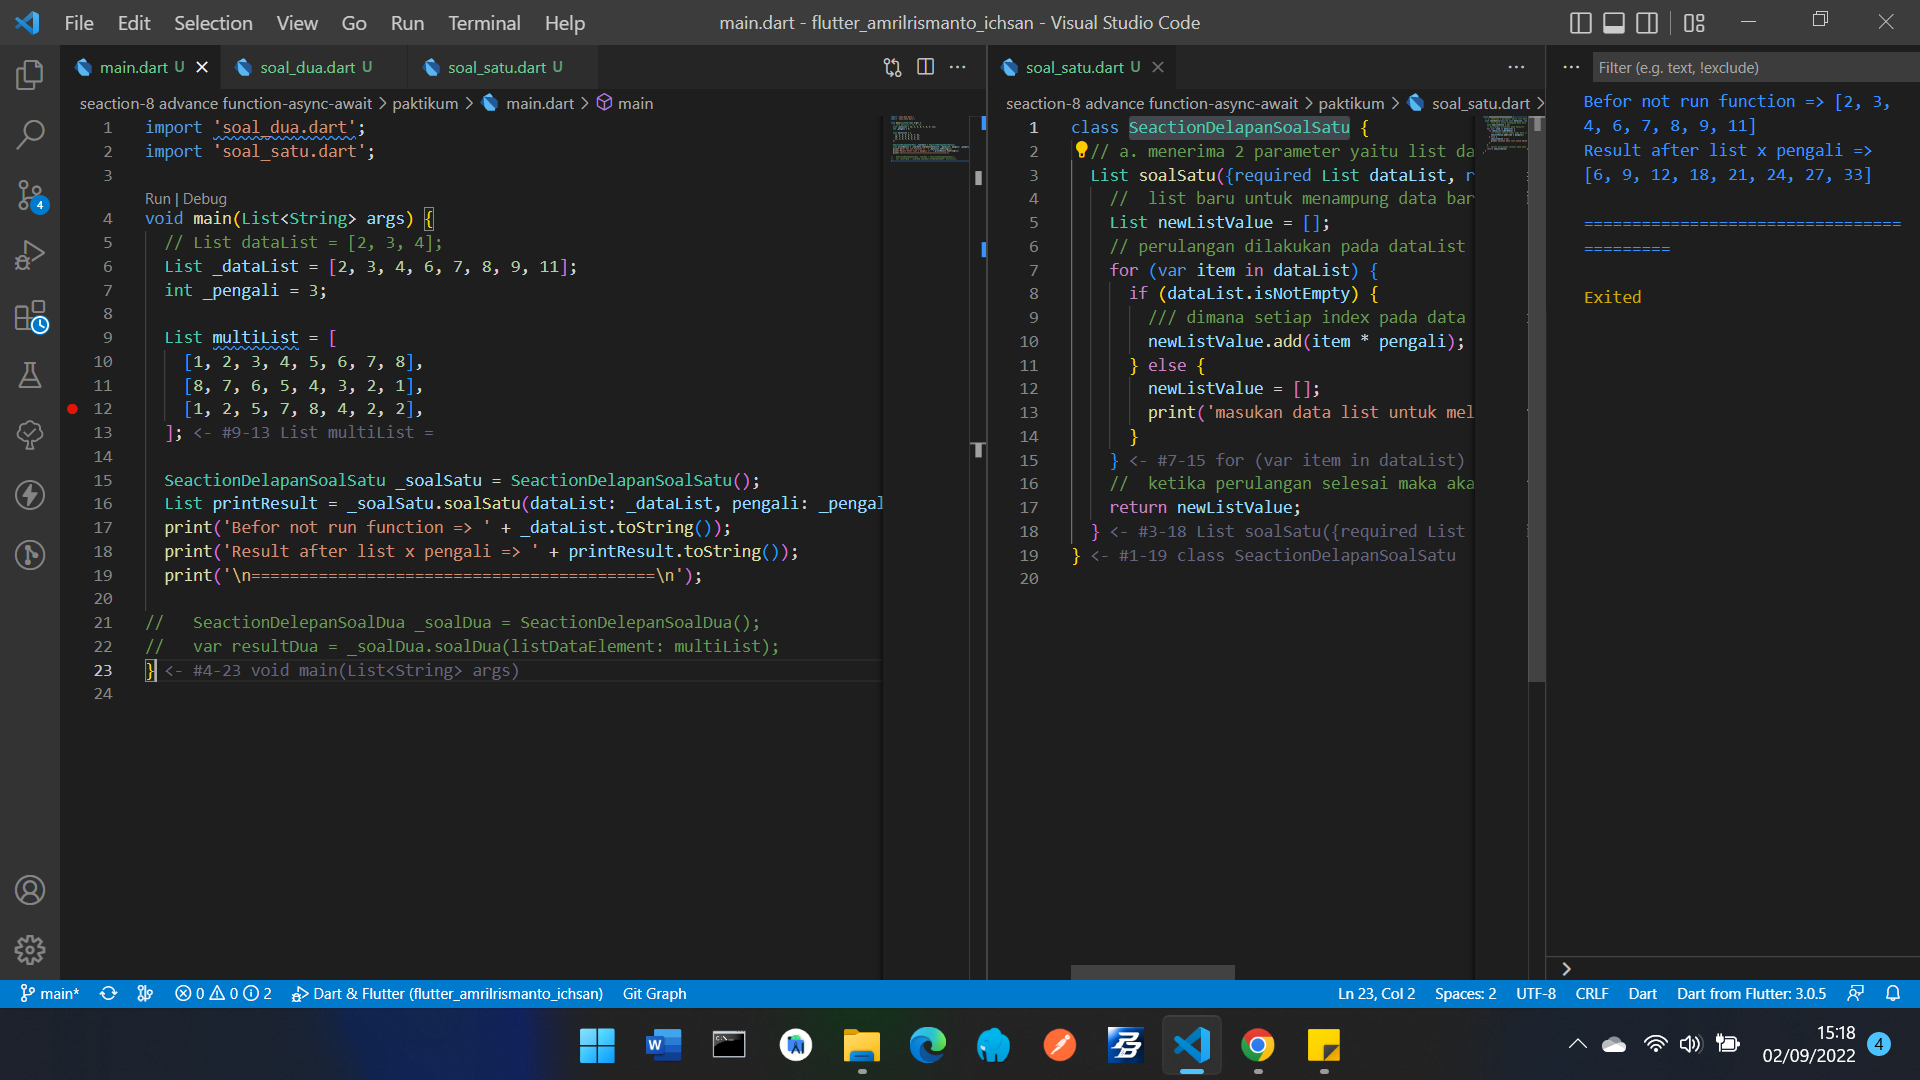 File Edit Selection View Go Run Terminal Help
main.dart - flutter_amrilrismanto_ichsan - Visual Studio Code
main.dart U
soal_dua.dart U
soal_satu.dart U
seaction-8 advance function-async-await > paktikum > main.dart > main
1 import 'soal_dua.dart';
2 import 'soal_satu.dart';
3
Run | Debug
4 void main(List<String> args) {
5 // List dataList = [2, 3, 4];
6 List _dataList = [2, 3, 4, 6, 7, 8, 9, 11];
7 int _pengali = 3;
8
9 List multiList = [
10 [1, 2, 3, 4, 5, 6, 7, 8],
11 [8, 7, 6, 5, 4, 3, 2, 1],
12 [1, 2, 5, 7, 8, 4, 2, 2],
13 ]; <- #9-13 List multiList =
14
15 SeactionDelapanSoalSatu _soalSatu = SeactionDelapanSoalSatu();
16 List printResult = _soalSatu.soalSatu(dataList: _dataList, pengali: _pengal
17 print('Befor not run function => ' + _dataList.toString());
18 print('Result after list x pengali => ' + printResult.toString());
19 print('\n==========================================\n');
20
21 // SeactionDelepanSoalDua _soalDua = SeactionDelepanSoalDua();
22 // var resultDua = _soalDua.soalDua(listDataElement: multiList);
23 } <- #4-23 void main(List<String> args)
24
soal_satu.dart U
seaction-8 advance function-async-await > paktikum > soal_satu.dart >
1 class SeactionDelapanSoalSatu {
2 // a. menerima 2 parameter yaitu list da
3 List soalSatu({required List dataList, r
4 // list baru untuk menampung data bar
5 List newListValue = [];
6 // perulangan dilakukan pada dataList
7 for (var item in dataList) {
8 if (dataList.isNotEmpty) {
9 /// dimana setiap index pada data
10 newListValue.add(item * pengali);
11 } else {
12 newListValue = [];
13 print('masukan data list untuk mel
14 }
15 } <- #7-15 for (var item in dataList)
16 // ketika perulangan selesai maka aka
17 return newListValue;
18 } <- #3-18 List soalSatu({required List
19 } <- #1-19 class SeactionDelapanSoalSatu
20
Filter (e.g. text, !exclude)
Befor not run function => [2, 3,
4, 6, 7, 8, 9, 11]
Result after list x pengali =>
[6, 9, 12, 18, 21, 24, 27, 33]
=================================
=========
Exited
4
main* 0 0 2 Dart & Flutter (flutter_amrilrismanto_ichsan) Git Graph
Ln 23, Col 2 Spaces: 2 UTF-8 CRLF Dart Dart from Flutter: 3.0.5
15:18
02/09/2022
4